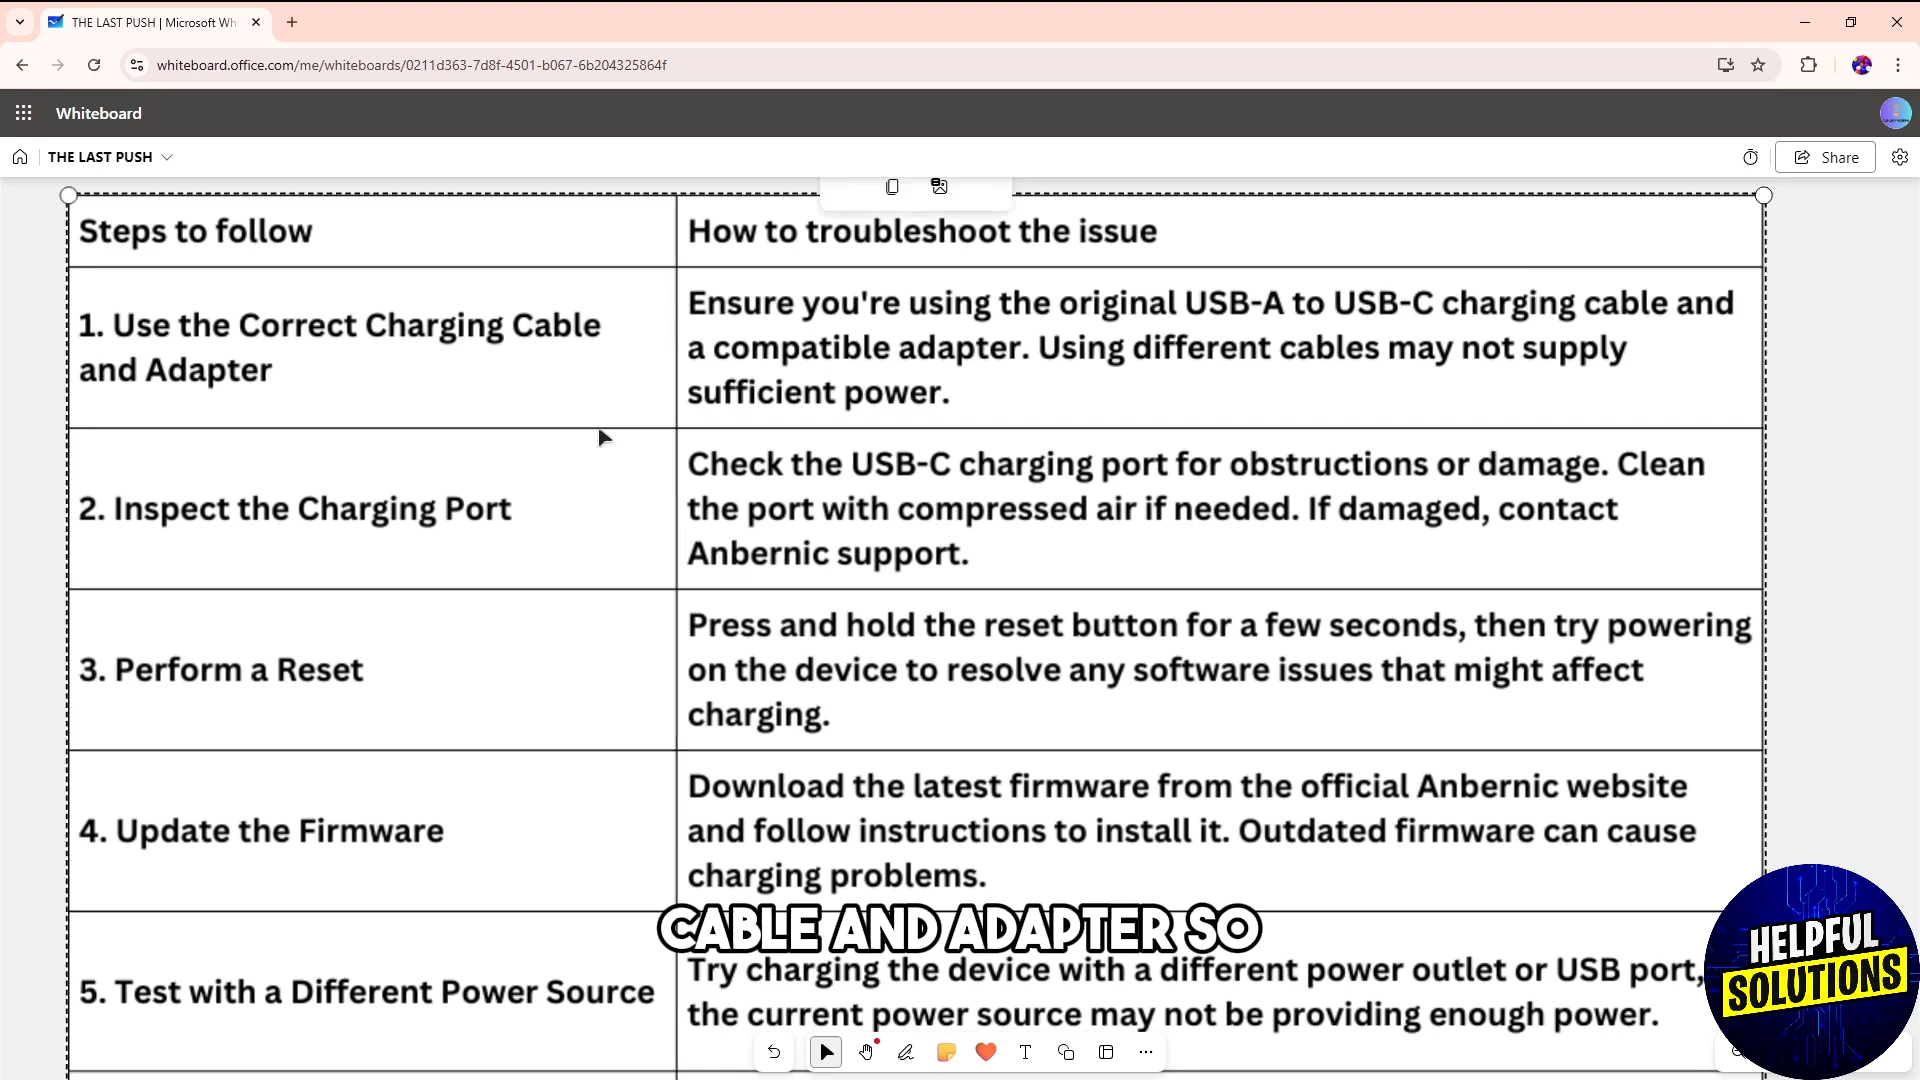 THE LAST PUSH | Microsoft Wh
whiteboard.office.com/me/whiteboards/0211d363-7d8f-4501-b067-6b204325864f
Whiteboard
THE LAST PUSH
Share
Steps to follow
How to troubleshoot the issue
1. Use the Correct Charging Cable
and Adapter
Ensure you're using the original USB-A to USB-C charging cable and
a compatible adapter. Using different cables may not supply
sufficient power.
2. Inspect the Charging Port
Check the USB-C charging port for obstructions or damage. Clean
the port with compressed air if needed. If damaged, contact
Anbernic support.
3. Perform a Reset
Press and hold the reset button for a few seconds, then try powering
on the device to resolve any software issues that might affect
charging.
4. Update the Firmware
Download the latest firmware from the official Anbernic website
and follow instructions to install it. Outdated firmware can cause
charging problems.
CABLE AND ADAPTER SO
5. Test with a Different Power Source
Try charging the device with a different power outlet or USB port,
the current power source may not be providing enough power.
HELPFUL
SOLUTIONS